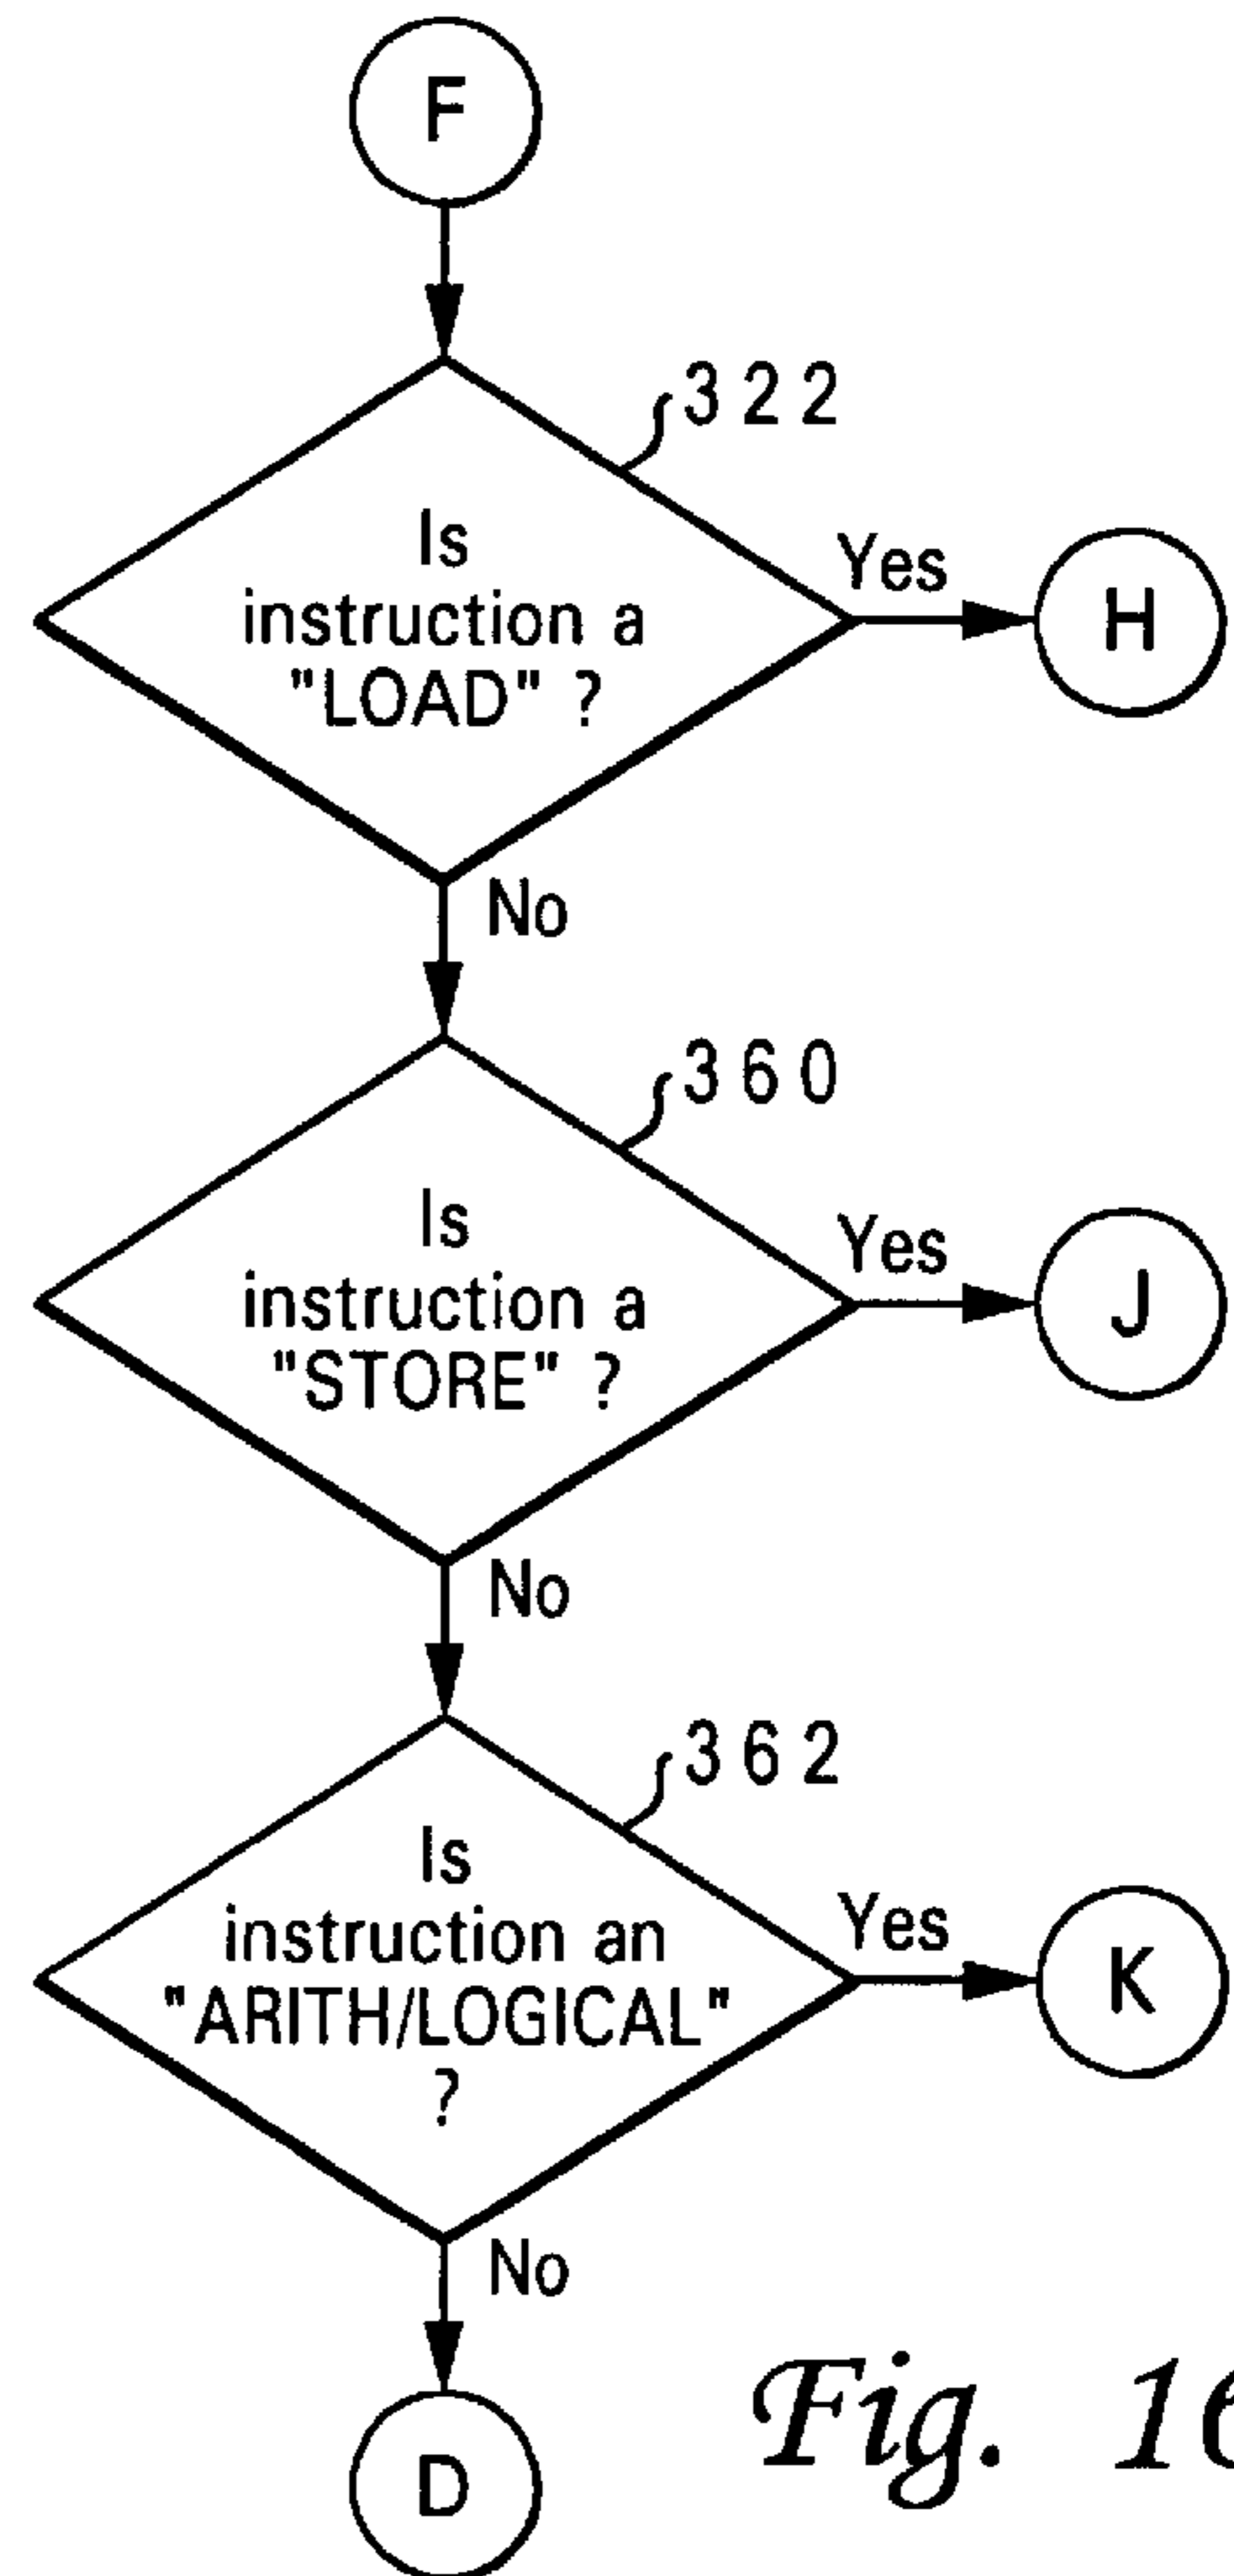 F
322
Is
instruction a
"LOAD" ?
Yes
H
No
360
Is
instruction a
"STORE" ?
Yes
J
No
362
Is
instruction an
"ARITH/LOGICAL"
?
Yes
K
No
D
Fig.